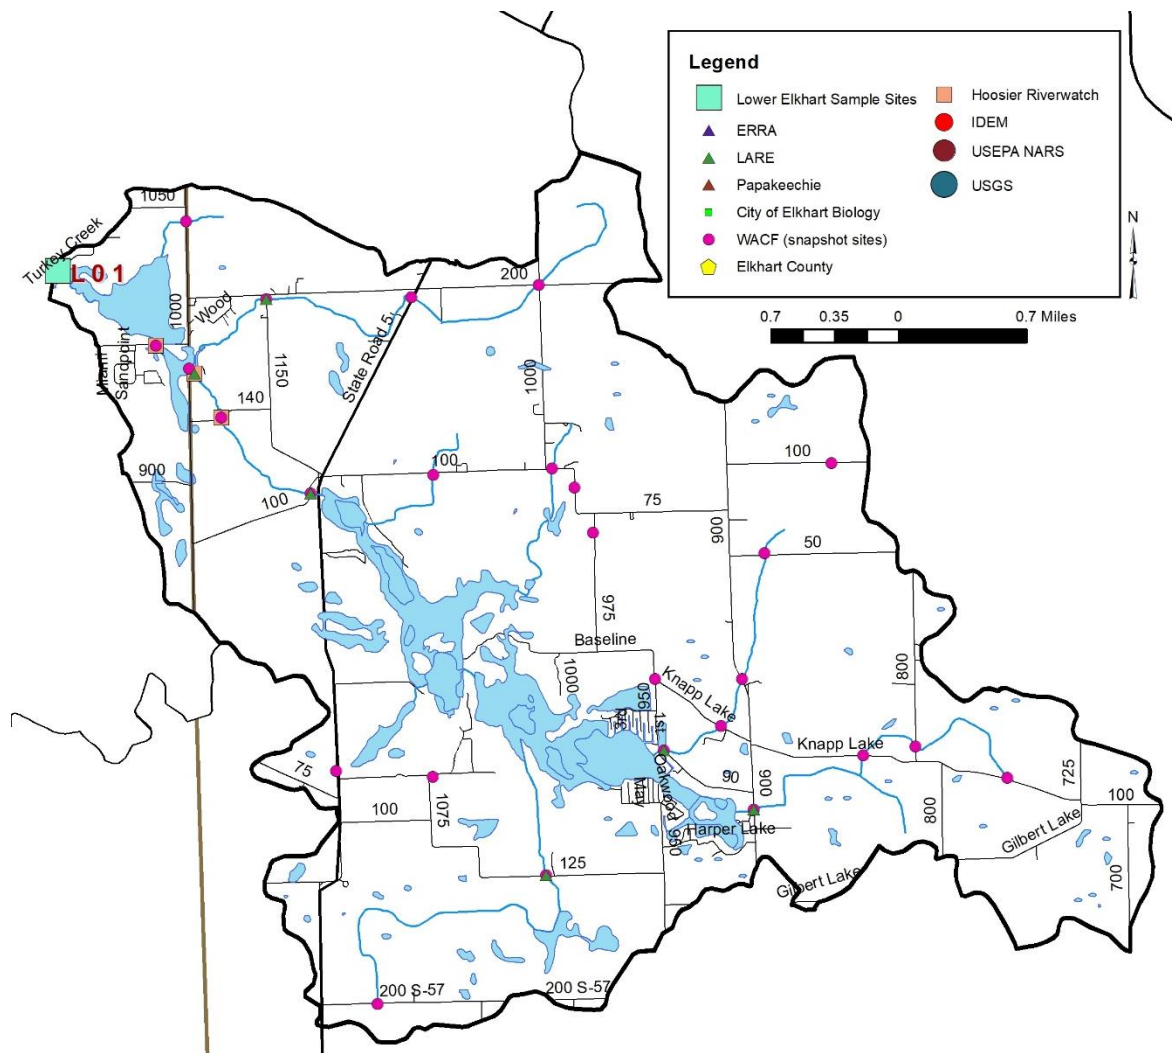 Legend
Lower Elkhart Sample Sites
ERRA
LARE
Papakeechie
City of Elkhart Biology
WACF (snapshot sites)
Elkhart County
Hoosier Riverwatch
IDEM
USEPA NARS
USGS
N
0.7 0.35 0 0.7 Miles
1050
Turkey Creek
L 0 1
200
1000
Wood
State Road 5
Miami
Sandpoint
1150
1000
140
900
100
100
100
75
900
50
975
Baseline
1000
950
Knapp Lake
1st
800
Knapp Lake
75
1075
100
May
Oakwood
90
900
725
100
800
Harper Lake
950
Gilbert Lake
125
Gilbert Lake
700
200 S-57
200 S-57